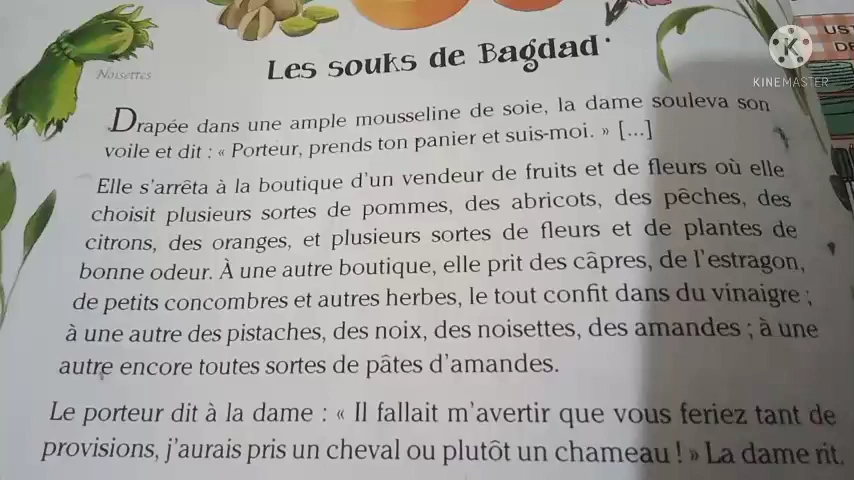 Noisettes
Les souks de Bagdad
KINEMASTER
Drapée dans une ample mousseline de soie, la dame souleva son
voile et dit : « Porteur, prends ton panier et suis-moi. » [...]
Elle s'arrêta à la boutique d'un vendeur de fruits et de fleurs où elle
choisit plusieurs sortes de pommes, des abricots, des pêches, des
citrons, des oranges, et plusieurs sortes de fleurs et de plantes de
bonne odeur. À une autre boutique, elle prit des câpres, de l'estragon,
de petits concombres et autres herbes, le tout confit dans du vinaigre ;
à une autre des pistaches, des noix, des noisettes, des amandes ; à une
autre encore toutes sortes de pâtes d'amandes.
Le porteur dit à la dame : « Il fallait m'avertir que vous feriez tant de
provisions, j'aurais pris un cheval ou plutôt un chameau ! » La dame rit.